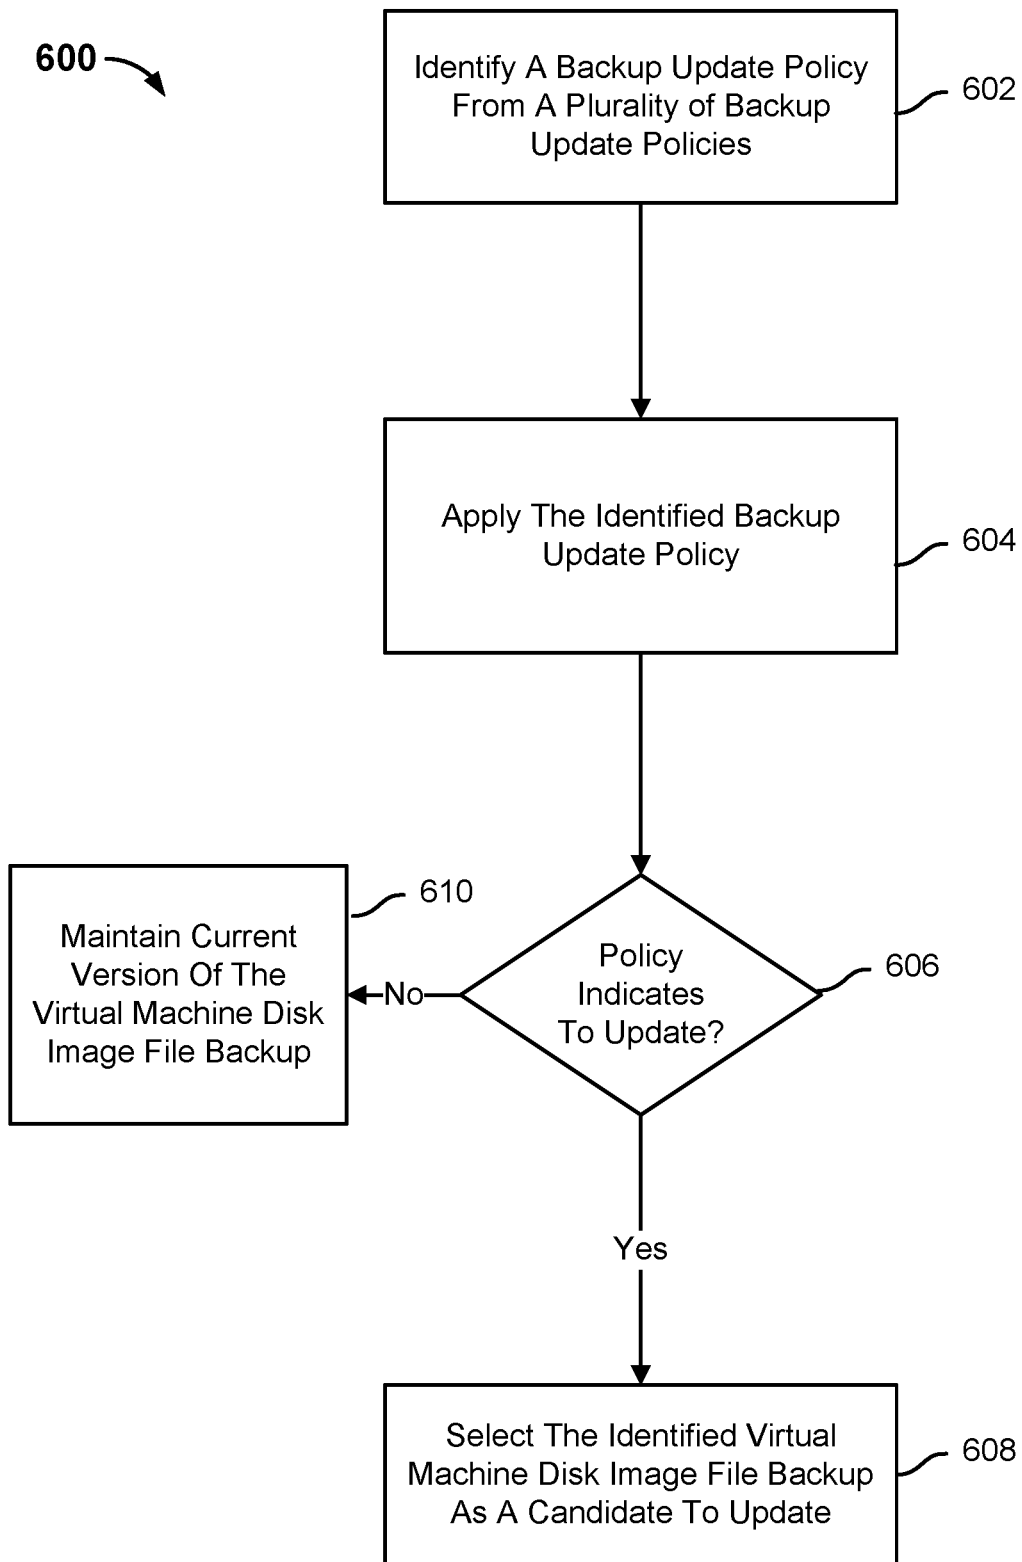 600
Identify A Backup Update Policy
From A Plurality of Backup
Update Policies
602
Apply The Identified Backup
Update Policy
604
Policy
Indicates
To Update?
606
No
Maintain Current
Version Of The
Virtual Machine Disk
Image File Backup
610
Yes
Select The Identified Virtual
Machine Disk Image File Backup
As A Candidate To Update
608